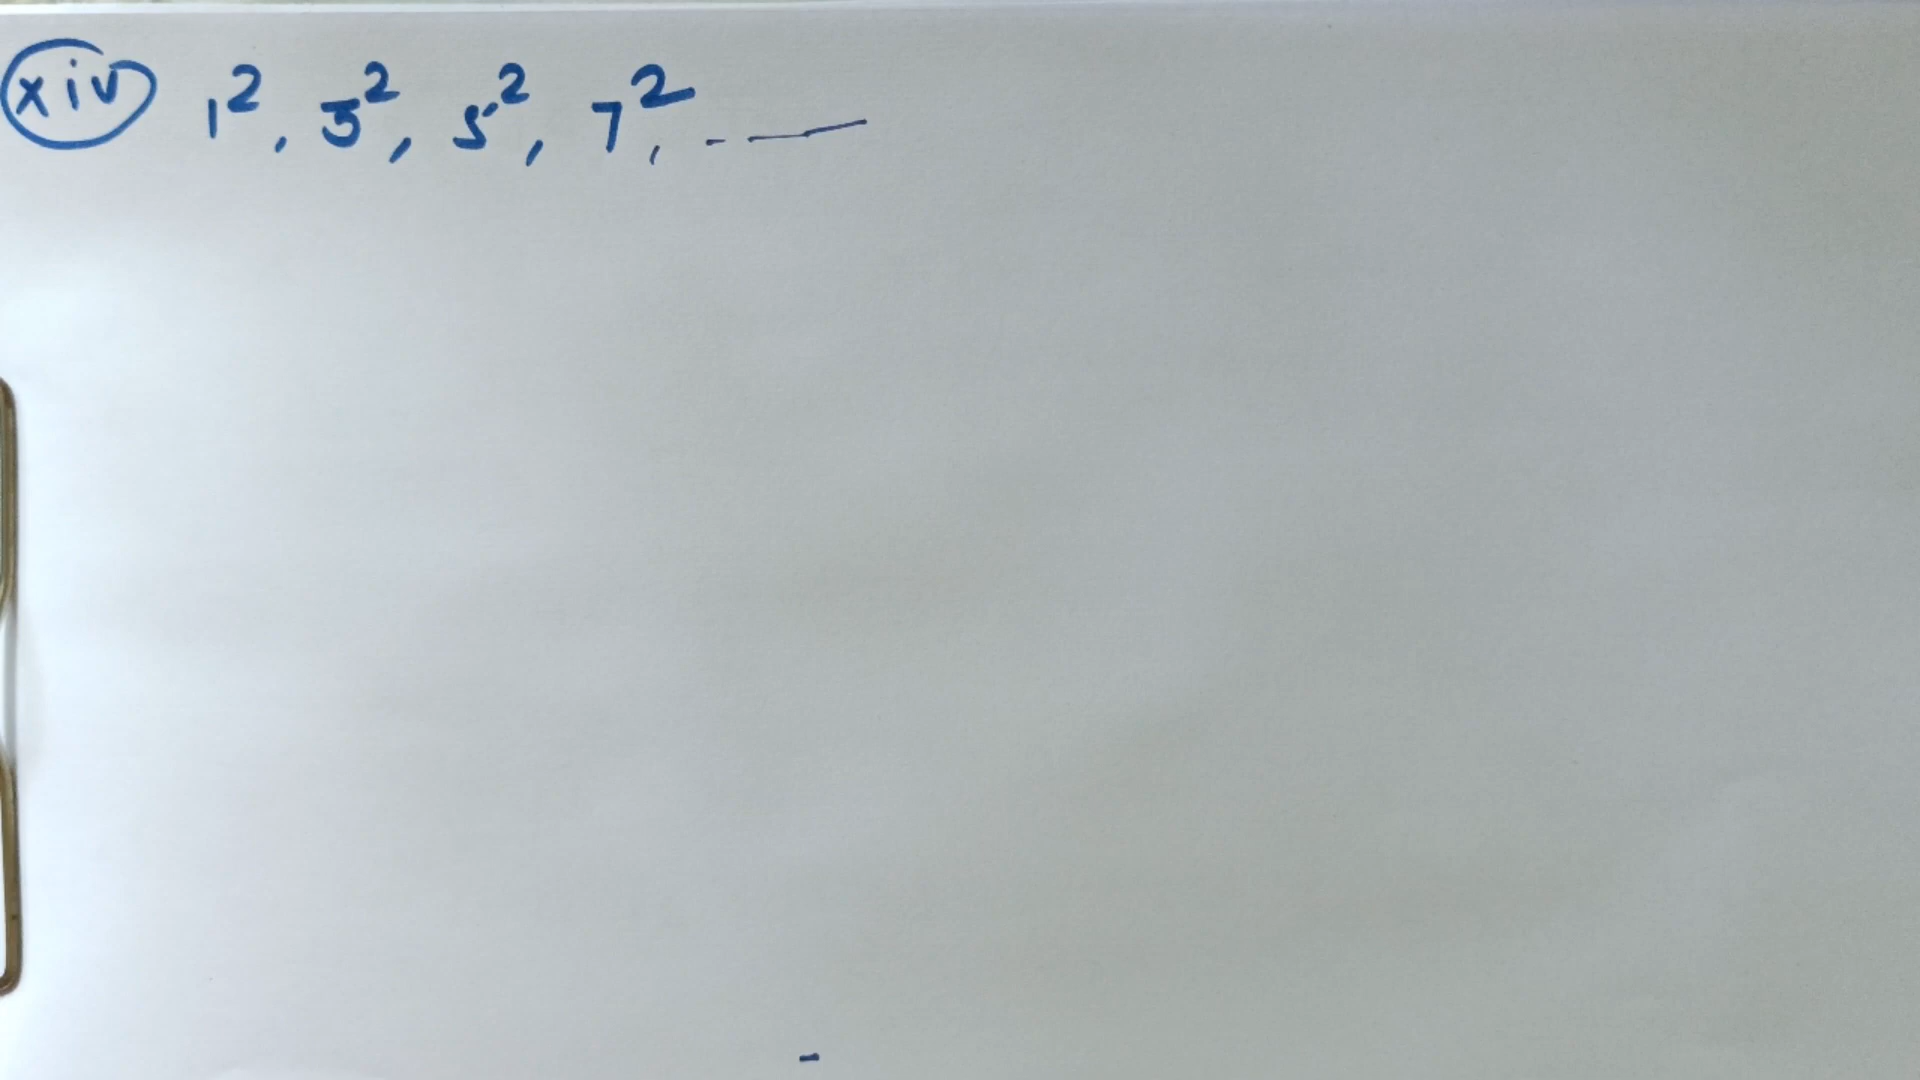 xiv 1², 3², 5², 7², - —